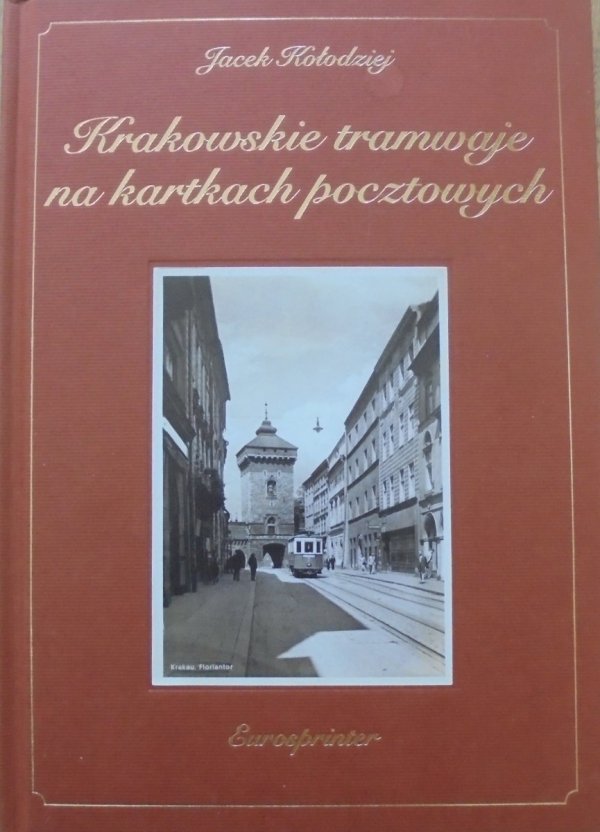 Jacek Kołodziej
Krakowskie tramwaje
na kartkach pocztowych
Krakau, Floriantor
Eurosprinter